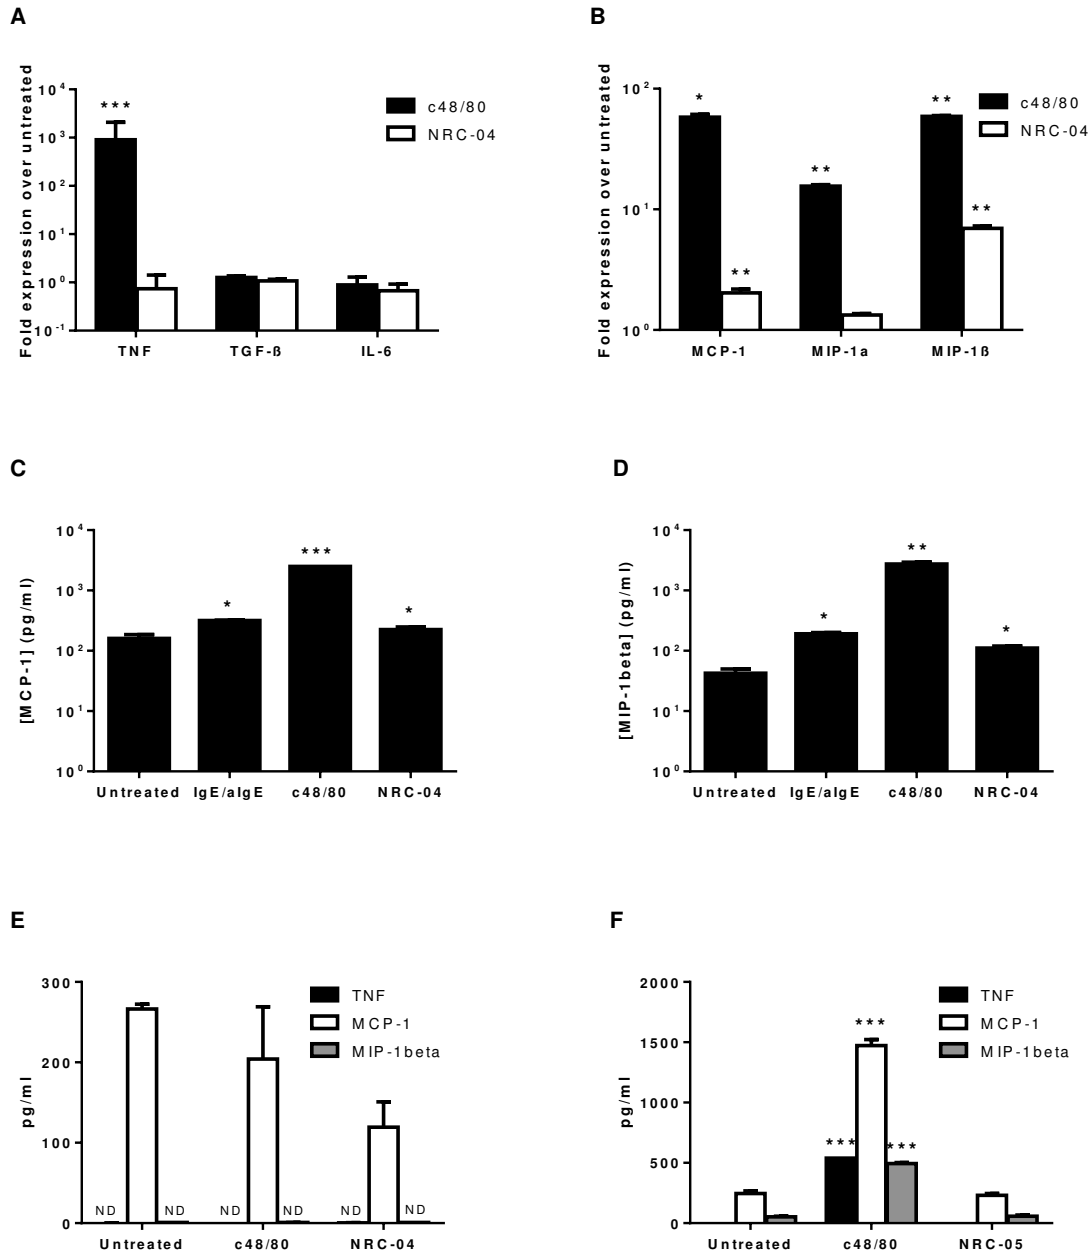 A
Fold expression over untreated
10^4
10^3
10^2
10^1
10^0
10^-1
***
c48/80
NRC-04
TNF TGF-ß IL-6
B
Fold expression over untreated
10^2
10^1
10^0
* ** ** ** **
c48/80
NRC-04
MCP-1 MIP-1a MIP-1ß
C
[MCP-1] (pg/ml)
10^4
10^3
10^2
10^1
10^0
* *** *
Untreated IgE/aIgE c48/80 NRC-04
D
[MIP-1beta] (pg/ml)
10^4
10^3
10^2
10^1
10^0
* ** *
Untreated IgE/aIgE c48/80 NRC-04
E
pg/ml
300
200
100
0
TNF
MCP-1
MIP-1beta
ND ND ND ND ND ND
Untreated c48/80 NRC-04
F
pg/ml
2000
1500
1000
500
0
TNF
MCP-1
MIP-1beta
*** *** ***
Untreated c48/80 NRC-05